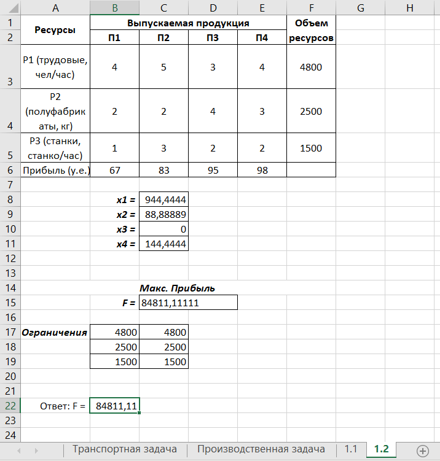 A B C D E F G H
1 Ресурсы Выпускаемая продукция Объем
2 П1 П2 П3 П4 ресурсов
3 Р1 (трудовые, чел/час) 4 5 3 4 4800
4 Р2 (полуфабрик аты, кг) 2 2 4 3 2500
5 Р3 (станки, станко/час) 1 3 2 2 1500
6 Прибыль (у.е.) 67 83 95 98
7
8 x1 = 944,4444
9 x2 = 88,88889
10 x3 = 0
11 x4 = 144,4444
12
13
14 Макс. Прибыль
15 F = 84811,11111
16
17 Ограничения 4800 4800
18 2500 2500
19 1500 1500
20
21
22 Ответ: F = 84811,11
23
24
Транспортная задача Производственная задача 1.1 1.2